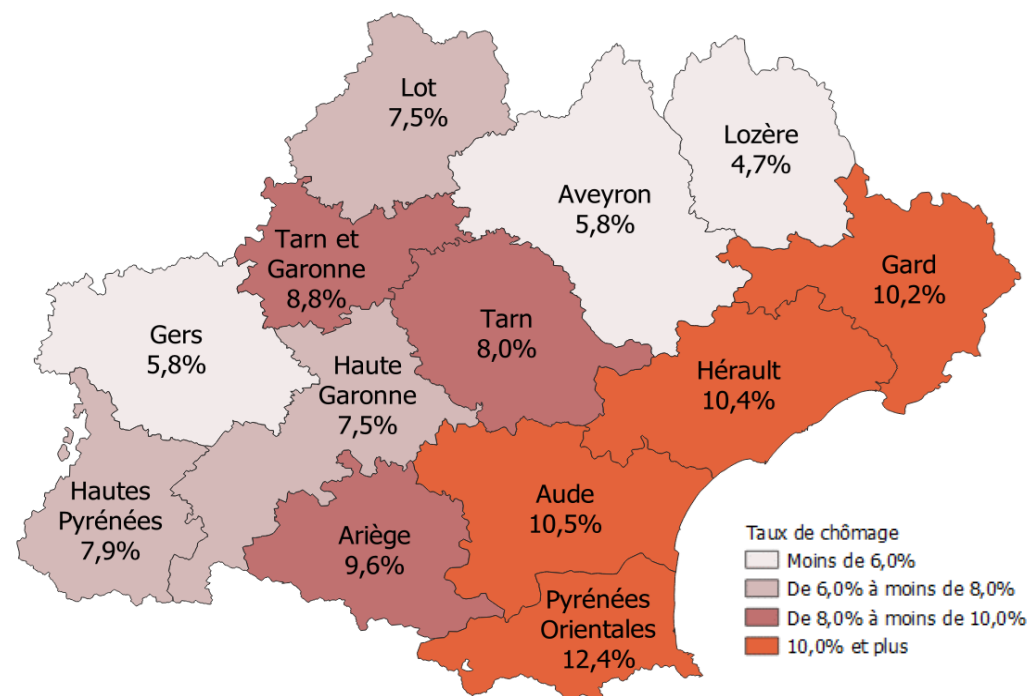 Lot
7,5%
Lozère
4,7%
Aveyron
5,8%
Tarn et
Garonne
8,8%
Gard
10,2%
Gers
5,8%
Tarn
8,0%
Haute
Garonne
7,5%
Hérault
10,4%
Hautes
Pyrénées
7,9%
Ariège
9,6%
Aude
10,5%
Pyrénées
Orientales
12,4%
Taux de chômage
Moins de 6,0%
De 6,0% à moins de 8,0%
De 8,0% à moins de 10,0%
10,0% et plus